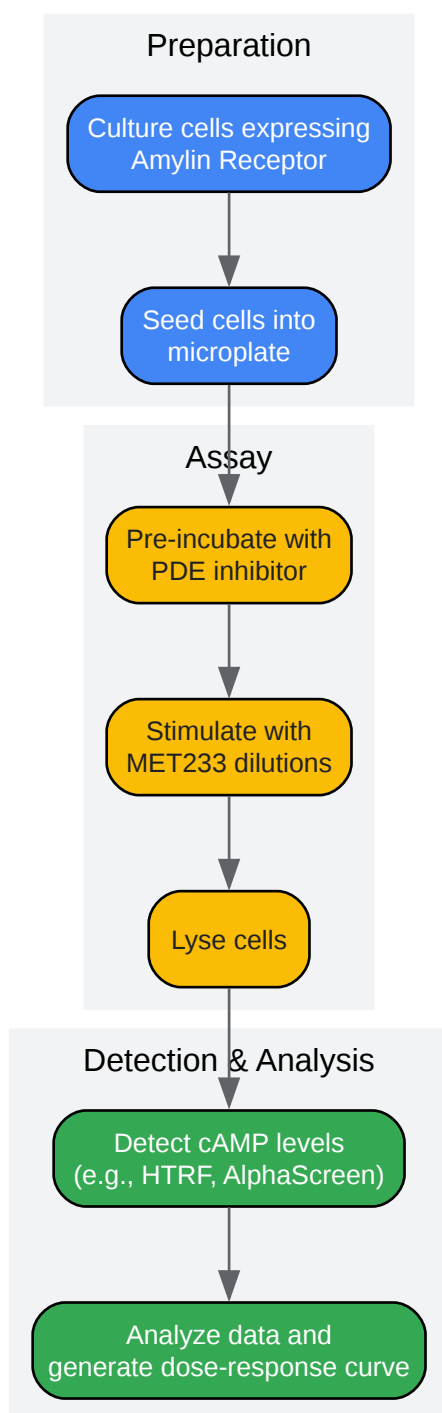 Preparation
Culture cells expressing
Amylin Receptor
Seed cells into
microplate
Assay
Pre-incubate with
PDE inhibitor
Stimulate with
MET233 dilutions
Lyse cells
Detection & Analysis
Detect cAMP levels
(e.g., HTRF, AlphaScreen)
Analyze data and
generate dose-response curve